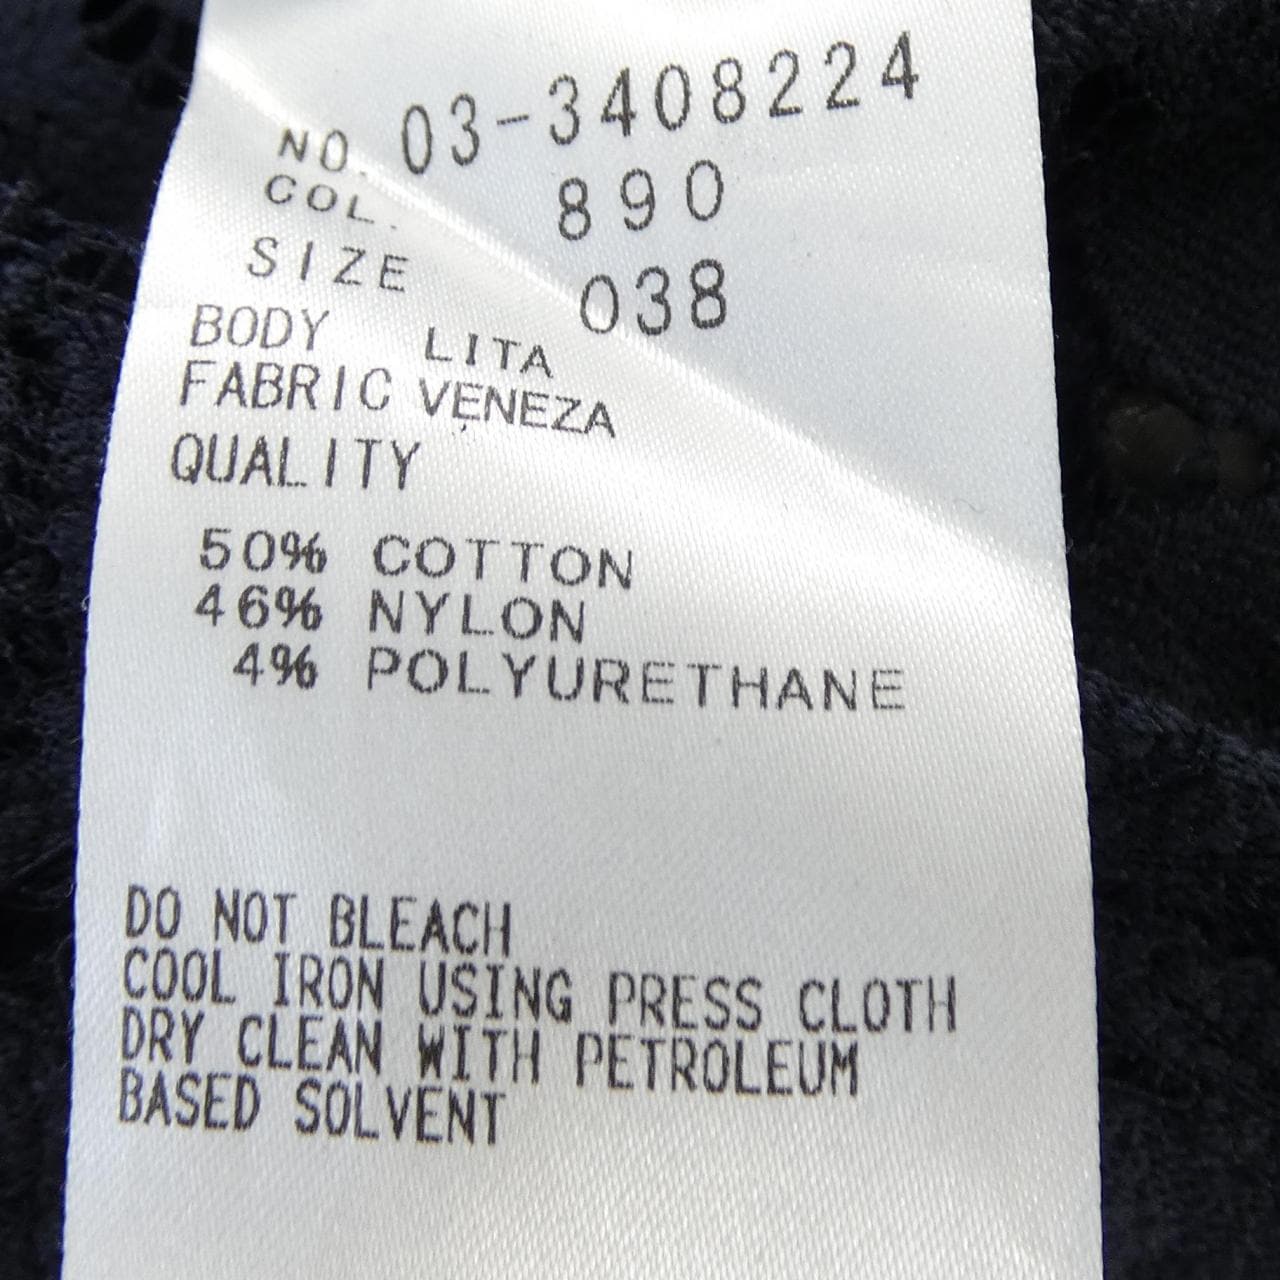 NO. 03-3408224
COL. 890
SIZE 038
BODY LITA
FABRIC VENEZA
QUALITY
50% COTTON
46% NYLON
4% POLYURETHANE
DO NOT BLEACH
COOL IRON USING PRESS CLOTH
DRY CLEAN WITH PETROLEUM
BASED SOLVENT